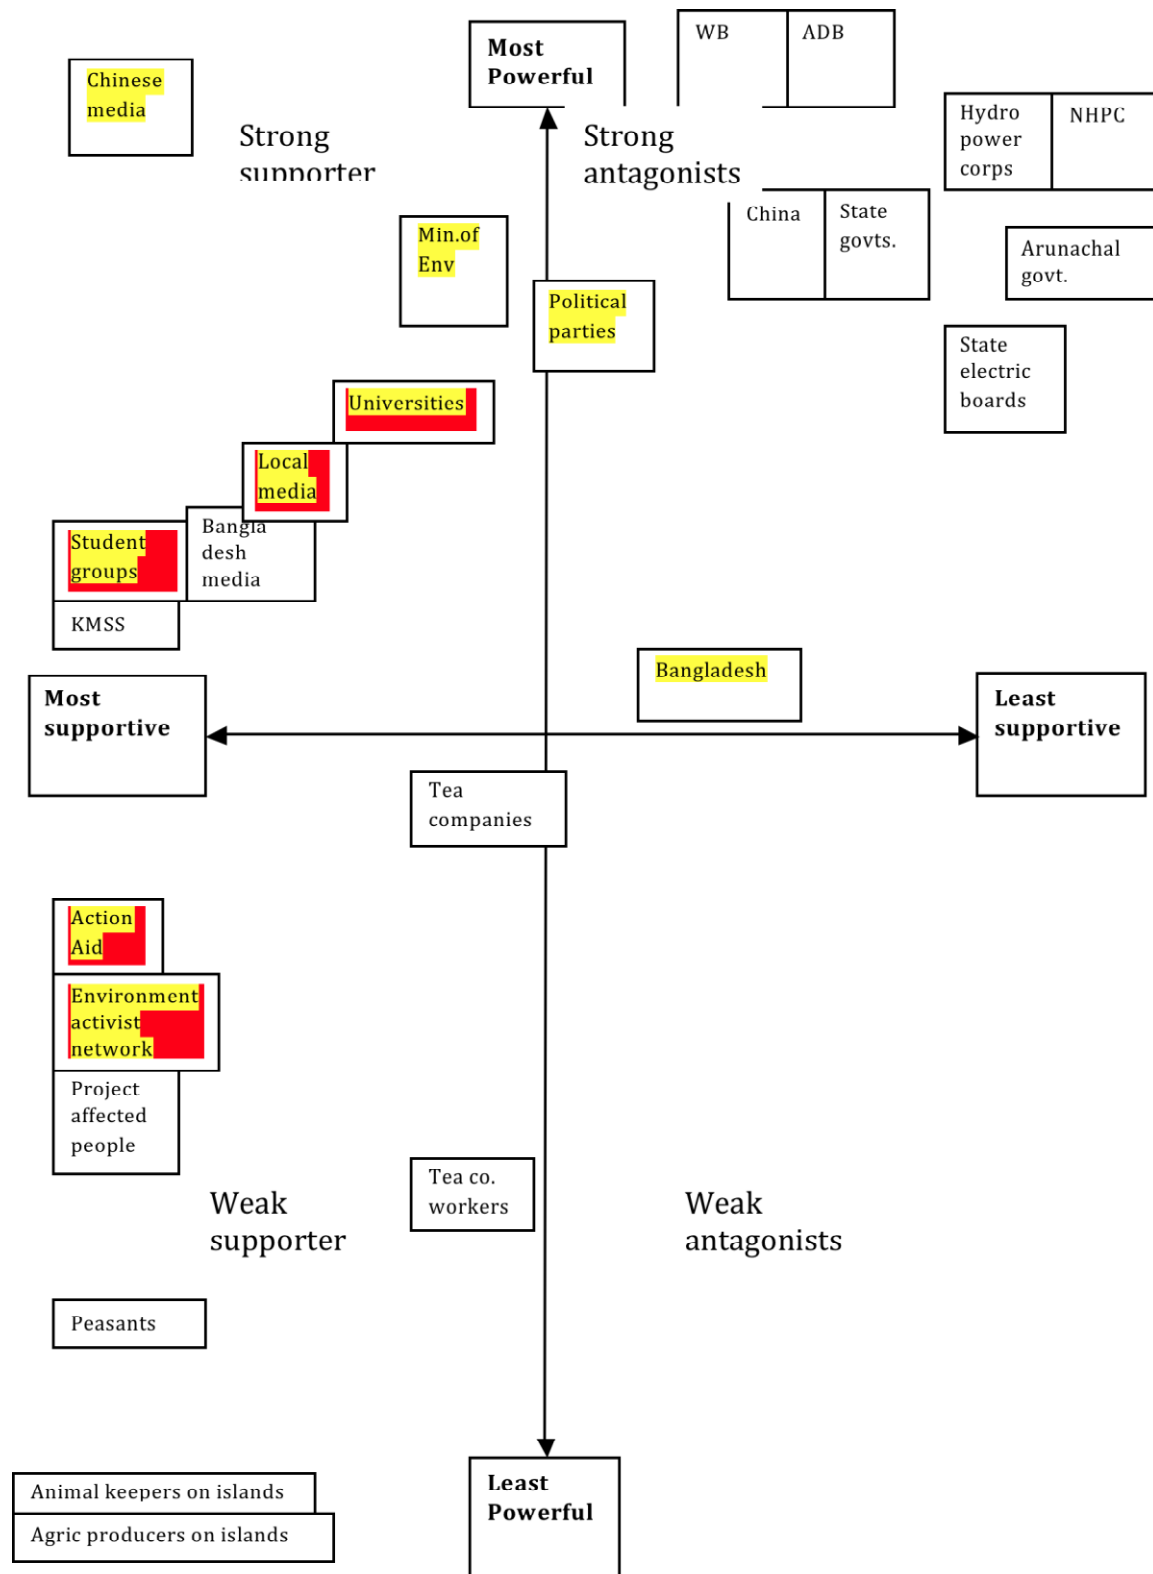 WB
ADB
Most
Powerful
Chinese
media
Hydro
power
corps
NHPC
Strong
supporter
Strong
antagonists
China
State
govts.
Min.of
Env
Arunachal
govt.
Political
parties
State
electric
boards
Universities
Local
media
Student
groups
Bangla
desh
media
KMSS
Bangladesh
Most
supportive
Least
supportive
Tea
companies
Action
Aid
Environment
activist
network
Project
affected
people
Tea co.
workers
Weak
supporter
Weak
antagonists
Peasants
Least
Powerful
Animal keepers on islands
Agric producers on islands